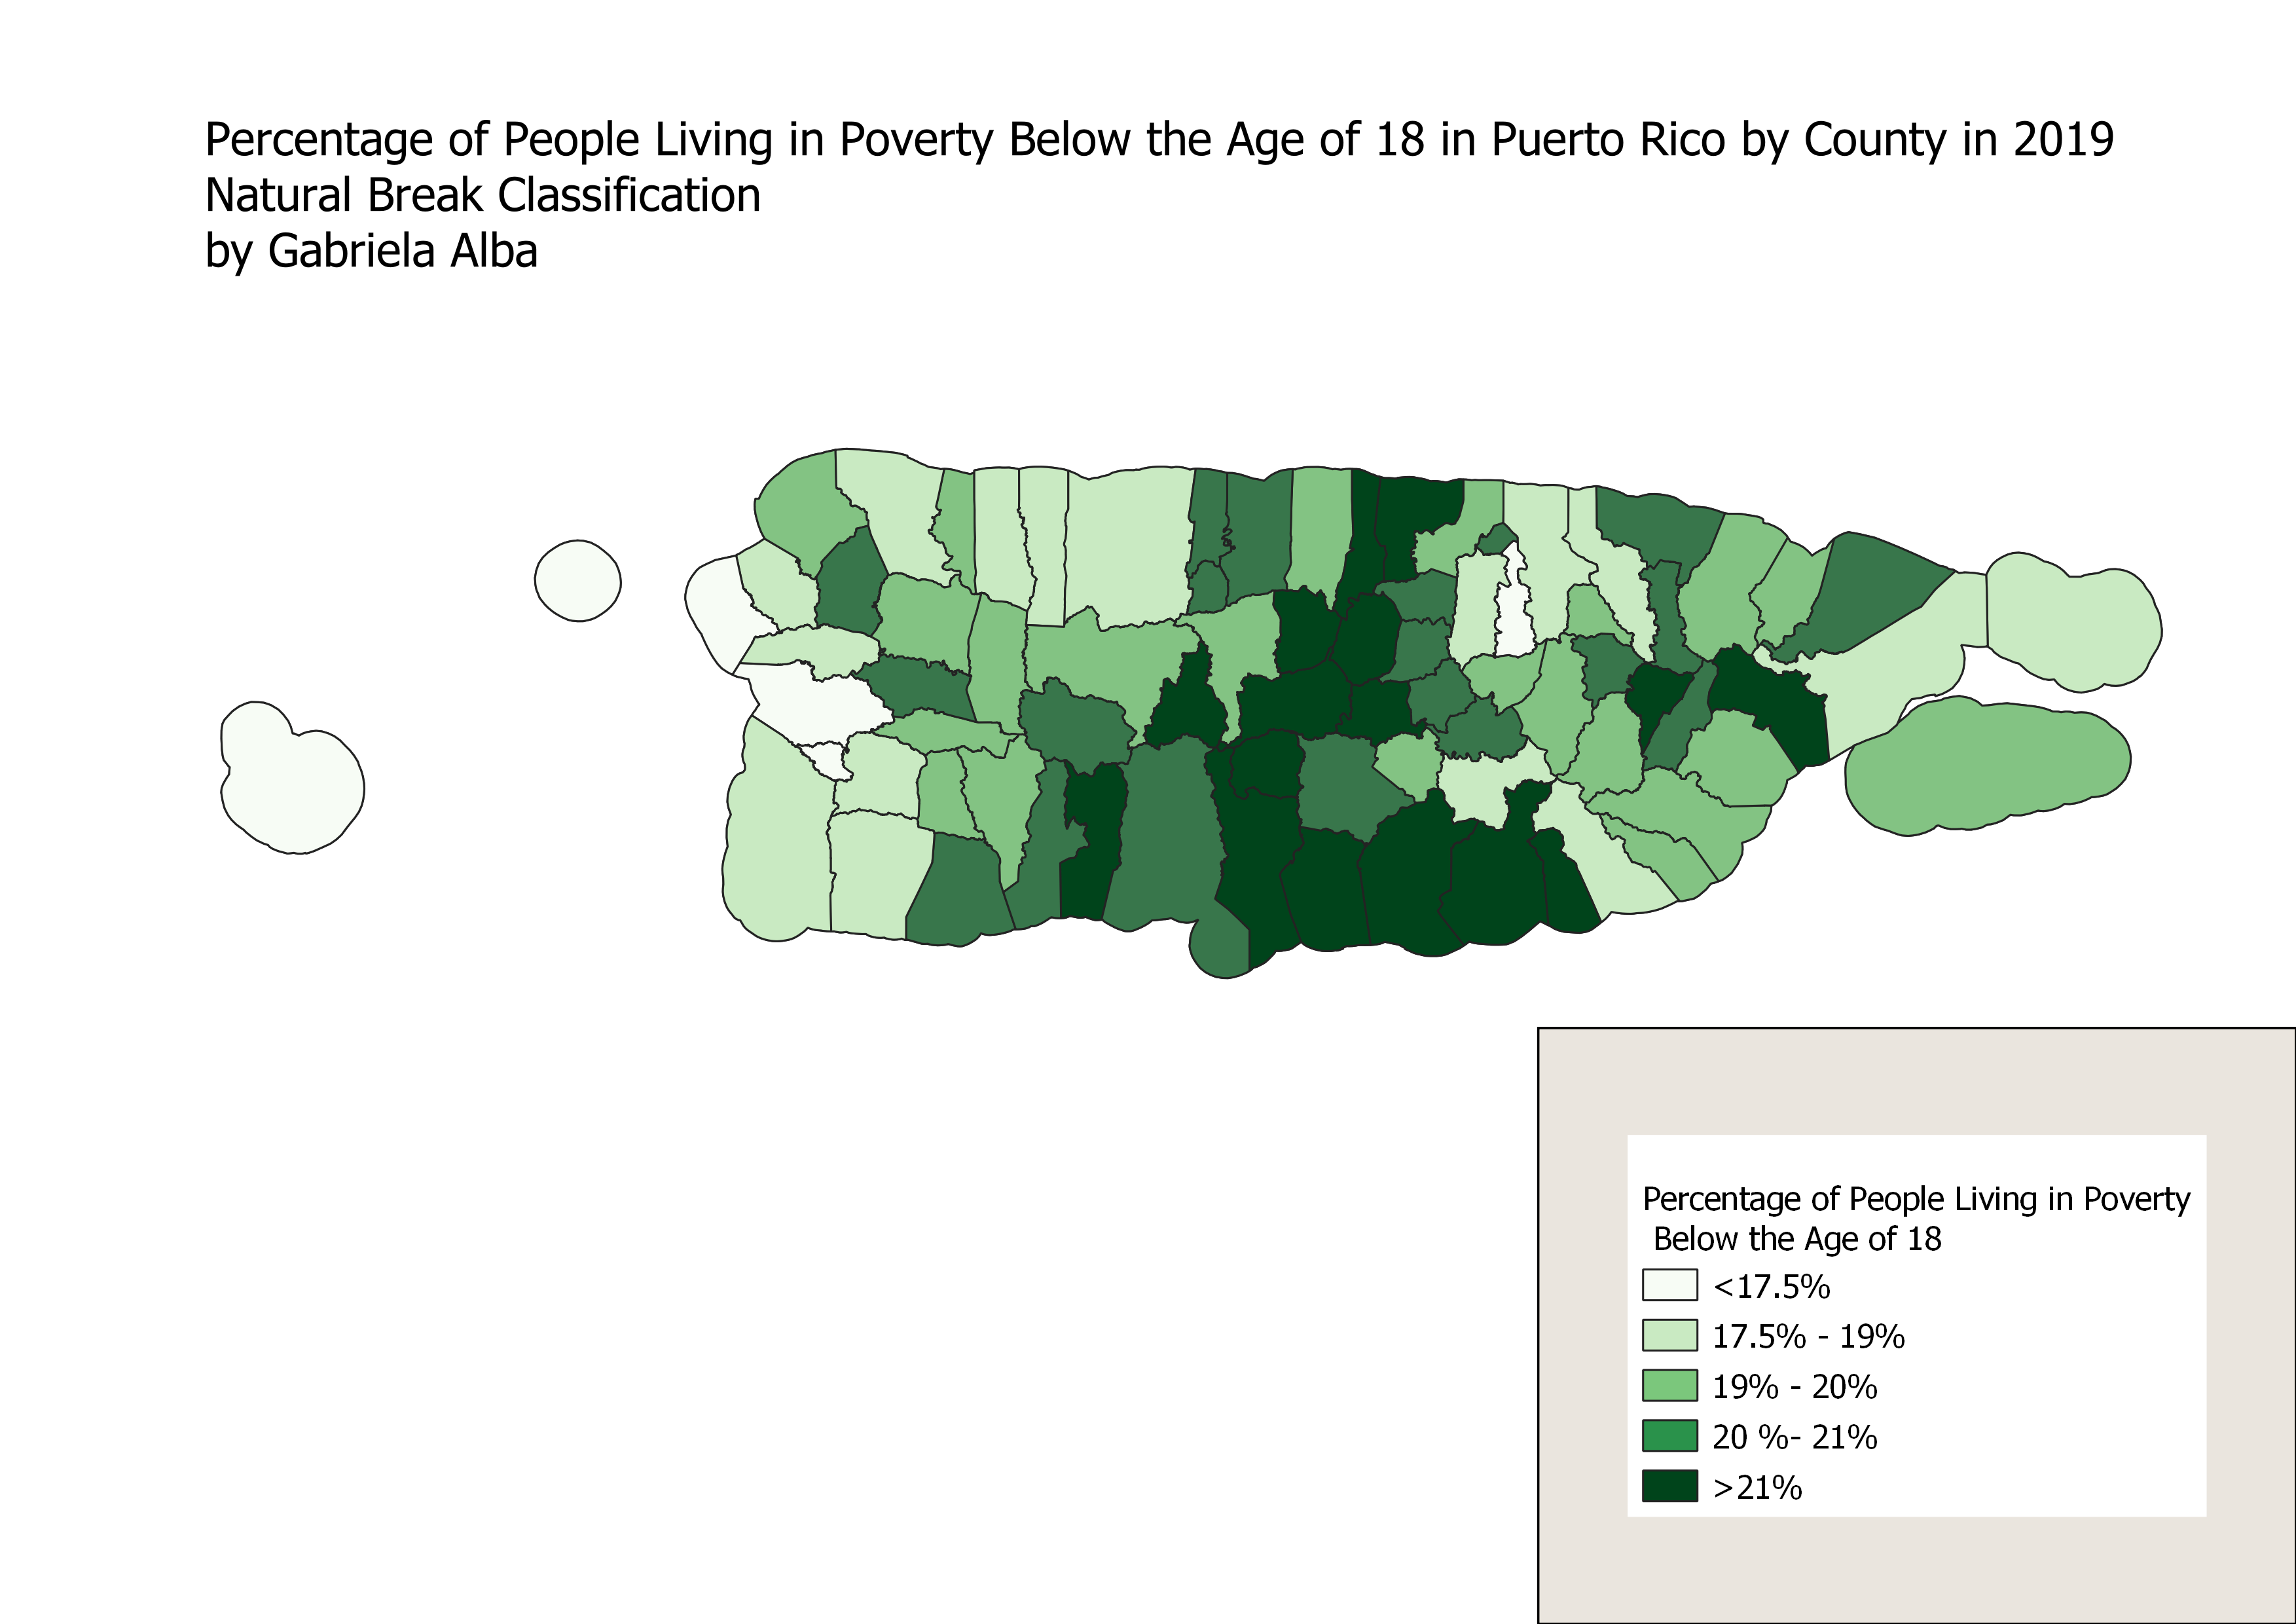 Percentage of People Living in Poverty Below the Age of 18 in Puerto Rico by County in 2019
Natural Break Classification
by Gabriela Alba
Percentage of People Living in Poverty
Below the Age of 18
<17.5%
17.5% - 19%
19% - 20%
20 %- 21%
>21%